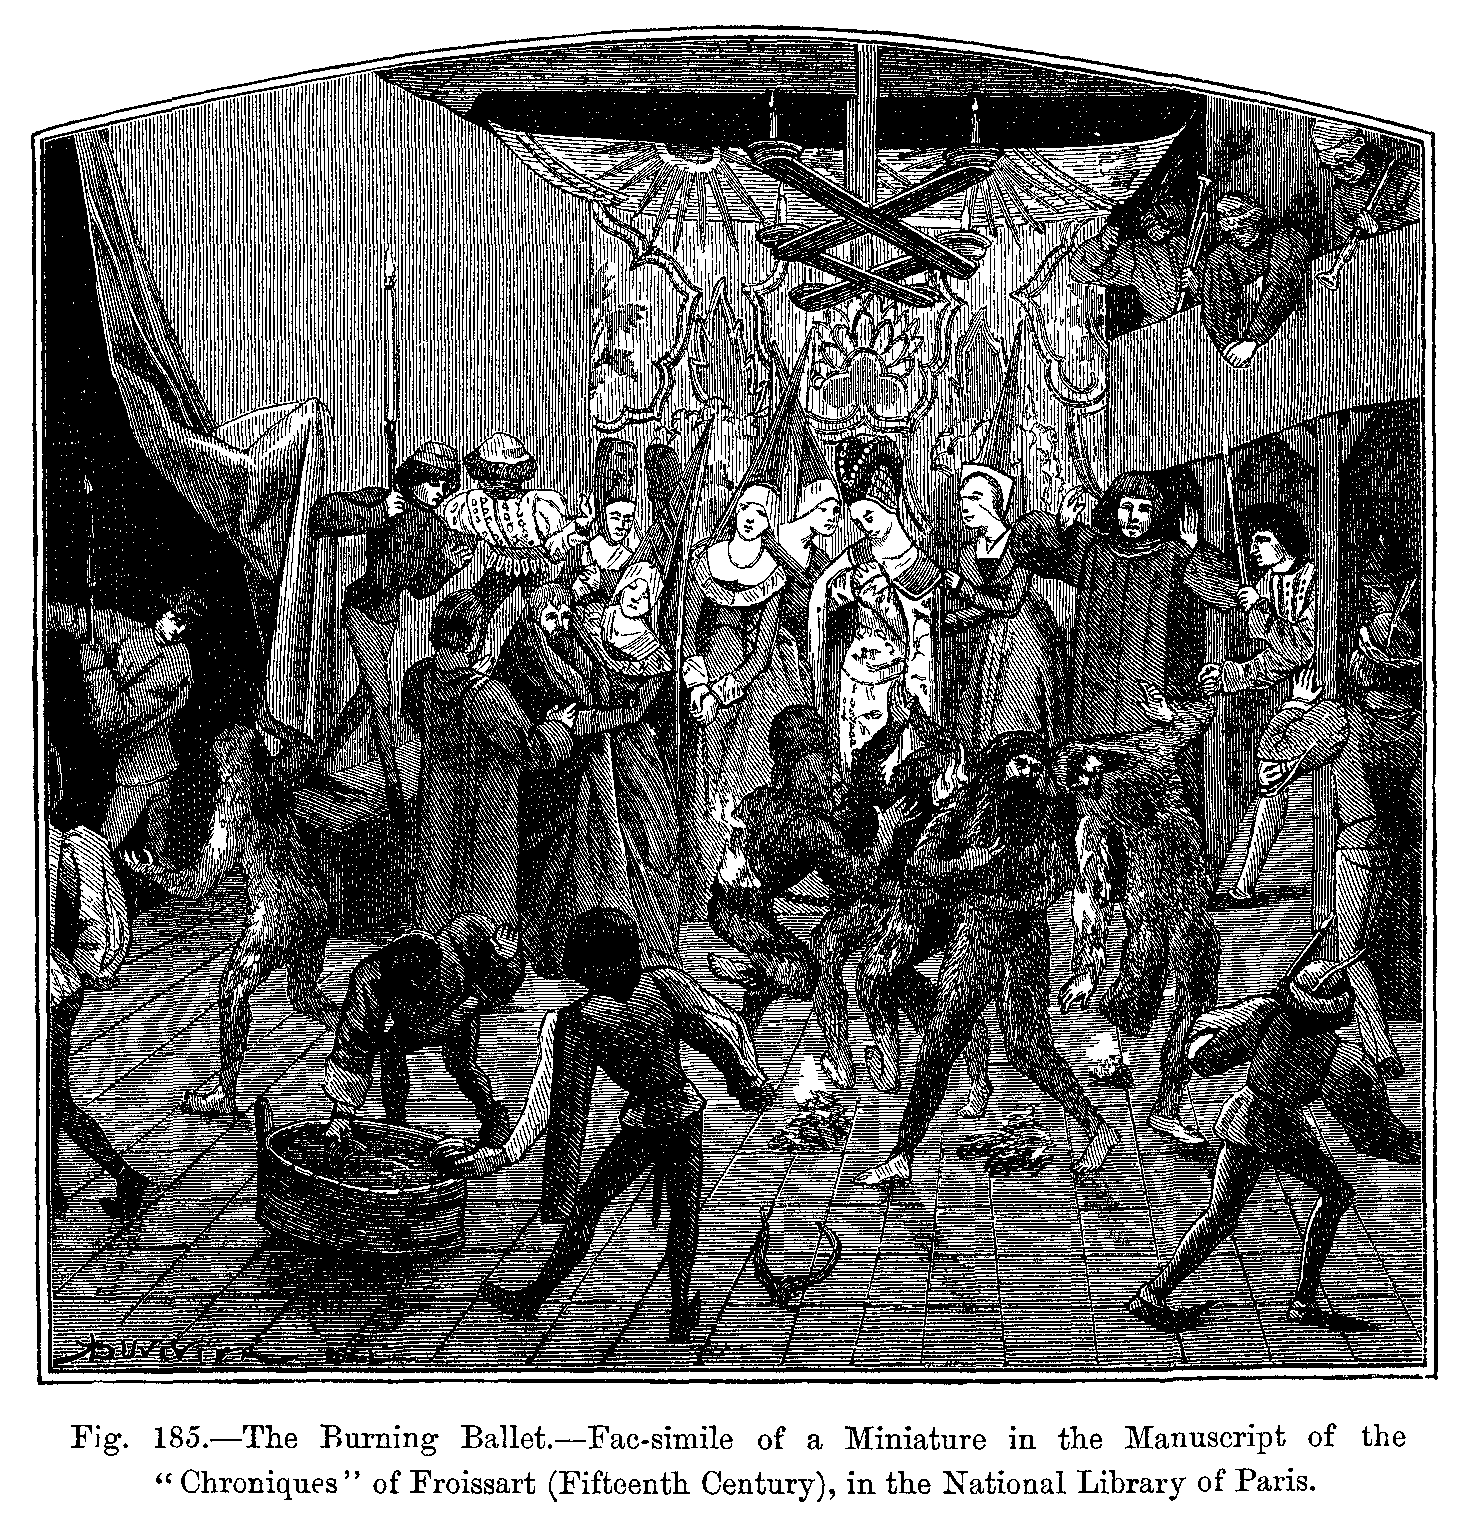 Fig. 185.—The Burning Ballet.—Fac-simile of a Miniature in the Manuscript of the
“Chroniques” of Froissart (Fifteenth Century), in the National Library of Paris.